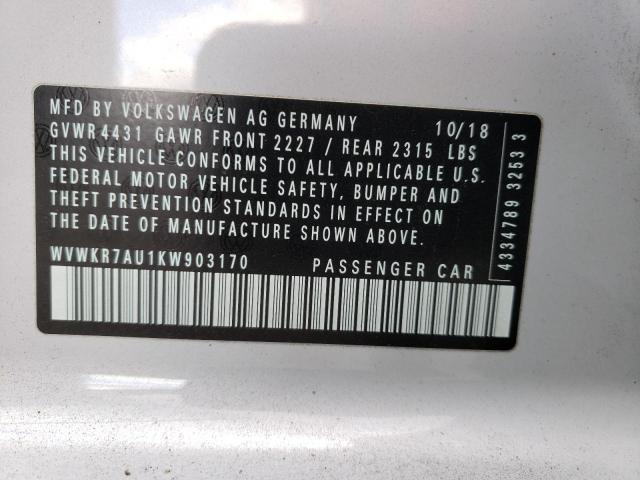 MFD BY VOLKSWAGEN AG GERMANY 10/18
GVWR4431 GAWR FRONT 2227 / REAR 2315 LBS
THIS VEHICLE CONFORMS TO ALL APPLICABLE U.S.
FEDERAL MOTOR VEHICLE SAFETY, BUMPER AND
THEFT PREVENTION STANDARDS IN EFFECT ON
THE DATE OF MANUFACTURE SHOWN ABOVE.
WVWKR7AU1KW903170 PASSENGER CAR
4334789 3253 3